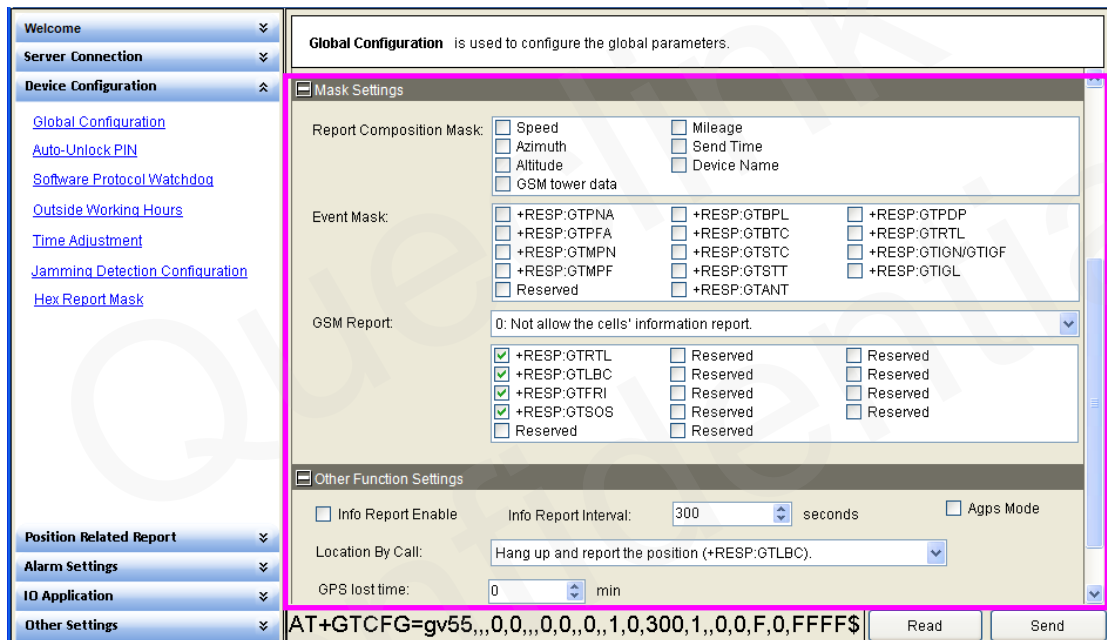 Welcome
Server Connection
Device Configuration
Global Configuration
Auto-Unlock PIN
Software Protocol Watchdog
Outside Working Hours
Time Adjustment
Jamming Detection Configuration
Hex Report Mask
Position Related Report
Alarm Settings
IO Application
Other Settings
Global Configuration is used to configure the global parameters.
Mask Settings
Report Composition Mask: Speed Mileage
Azimuth Send Time
Altitude Device Name
GSM tower data
Event Mask: +RESP:GTPNA +RESP:GTBPL +RESP:GTPDP
+RESP:GTPFA +RESP:GTBTC +RESP:GTRTL
+RESP:GTMPN +RESP:GTSTC +RESP:GTIGN/GTIGF
+RESP:GTMPF +RESP:GTSTT +RESP:GTIGL
Reserved +RESP:GTANT
GSM Report: 0: Not allow the cells' information report.
+RESP:GTRTL Reserved Reserved
+RESP:GTLBC Reserved Reserved
+RESP:GTFRI Reserved Reserved
+RESP:GTSOS Reserved Reserved
Reserved Reserved
Other Function Settings
Info Report Enable Info Report Interval: 300 seconds Agps Mode
Location By Call: Hang up and report the position (+RESP:GTLBC).
GPS lost time: 0 min
AT+GTCFG=gv55,,,0,0,,,0,0,,0,,1,0,300,1,,0,0,F,0,FFFF$ Read Send